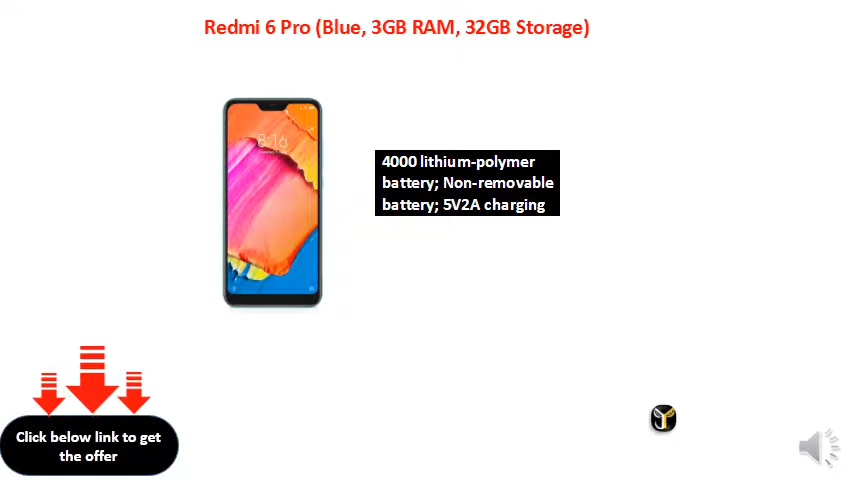 Redmi 6 Pro (Blue, 3GB RAM, 32GB Storage)
8:16
4000 lithium-polymer
battery; Non-removable
battery; 5V2A charging
Click below link to get
the offer